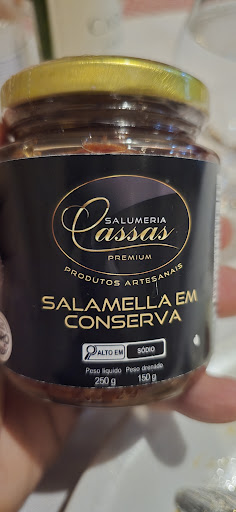 SALUMERIA
Cassas
PREMIUM
PRODUTOS ARTESANAIS
SALAMELLA EM
CONSERVA
ALTO EM SÓDIO
Peso líquido Peso drenado
250 g 150 g